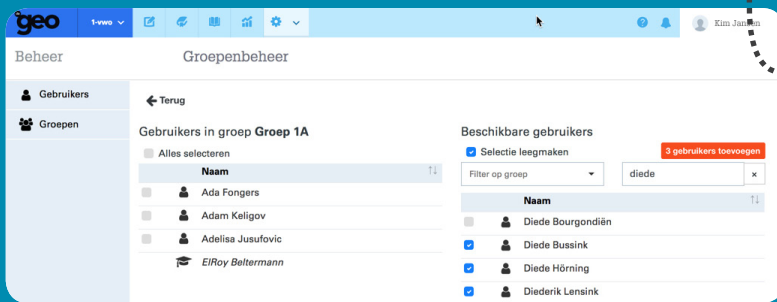 geo 1-vwo Kim Jansen
Beheer Groepenbeheer
Gebruikers
Groepen
Terug
Gebruikers in groep Groep 1A
Alles selecteren
Naam
Ada Fongers
Adam Keligov
Adelisa Jusufovic
ElRoy Beltermann
Beschikbare gebruikers
Selectie leegmaken
3 gebruikers toevoegen
Filter op groep
diede
×
Naam
Diede Bourgondiën
Diede Bussink
Diede Hörning
Diederik Lensink